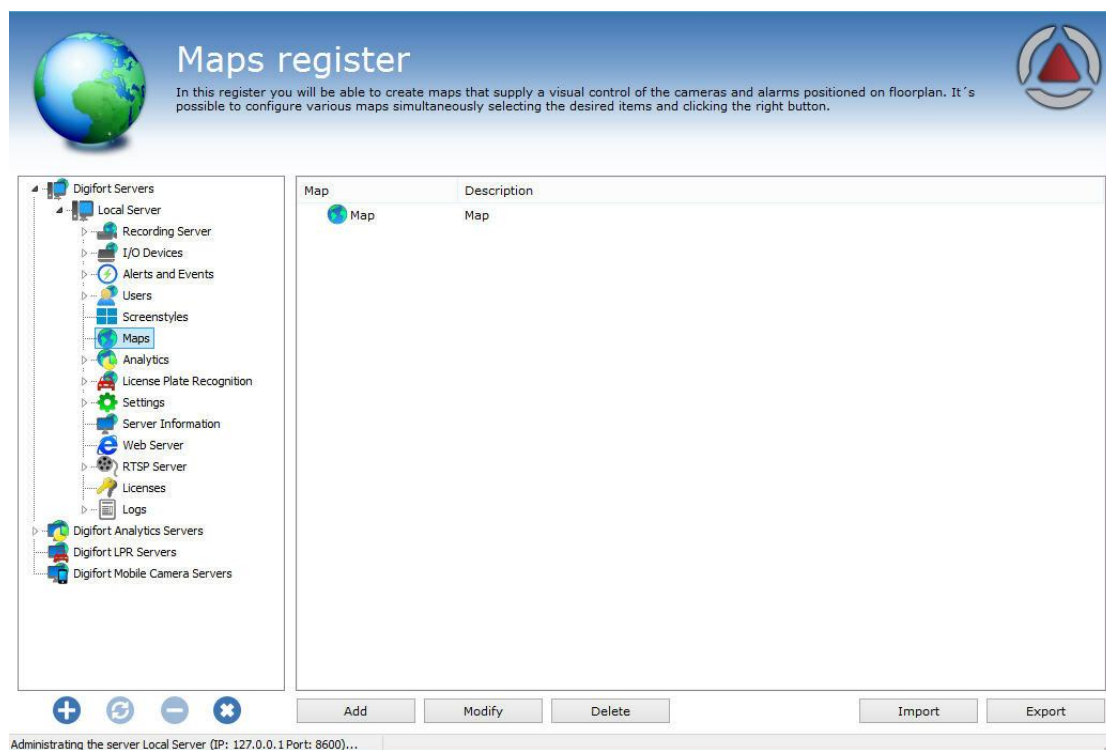 Maps register
In this register you will be able to create maps that supply a visual control of the cameras and alarms positioned on floorplan. It´s
possible to configure various maps simultaneously selecting the desired items and clicking the right button.
Digifort Servers
Local Server
Recording Server
I/O Devices
Alerts and Events
Users
Screenstyles
Maps
Analytics
License Plate Recognition
Settings
Server Information
Web Server
RTSP Server
Licenses
Logs
Digifort Analytics Servers
Digifort LPR Servers
Digifort Mobile Camera Servers
Map Description
Map Map
Add Modify Delete Import Export
Administrating the server Local Server (IP: 127.0.0.1 Port: 8600)...